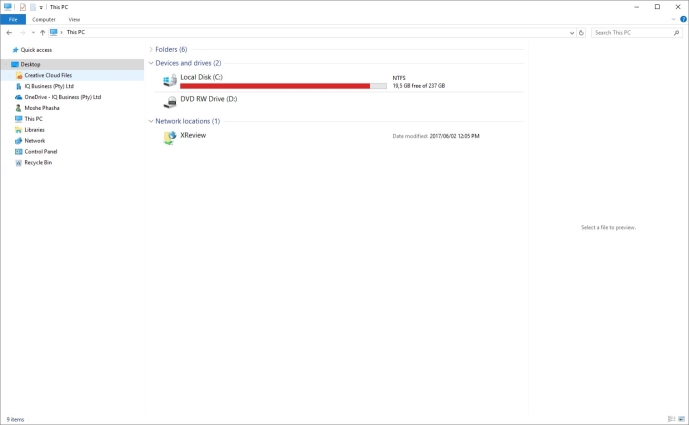 This PC
File
Computer
View
This PC
Search This PC
Quick access
Desktop
Creative Cloud Files
IQ Business (Pty) Ltd
OneDrive - IQ Business (Pty) Ltd
Moshe Phasha
This PC
Libraries
Network
Control Panel
Recycle Bin
Folders (6)
Devices and drives (2)
Local Disk (C:)
NTFS
19,5 GB free of 237 GB
DVD RW Drive (D:)
Network locations (1)
XReview
Date modified: 2017/06/02 12:05 PM
Select a file to preview.
9 items